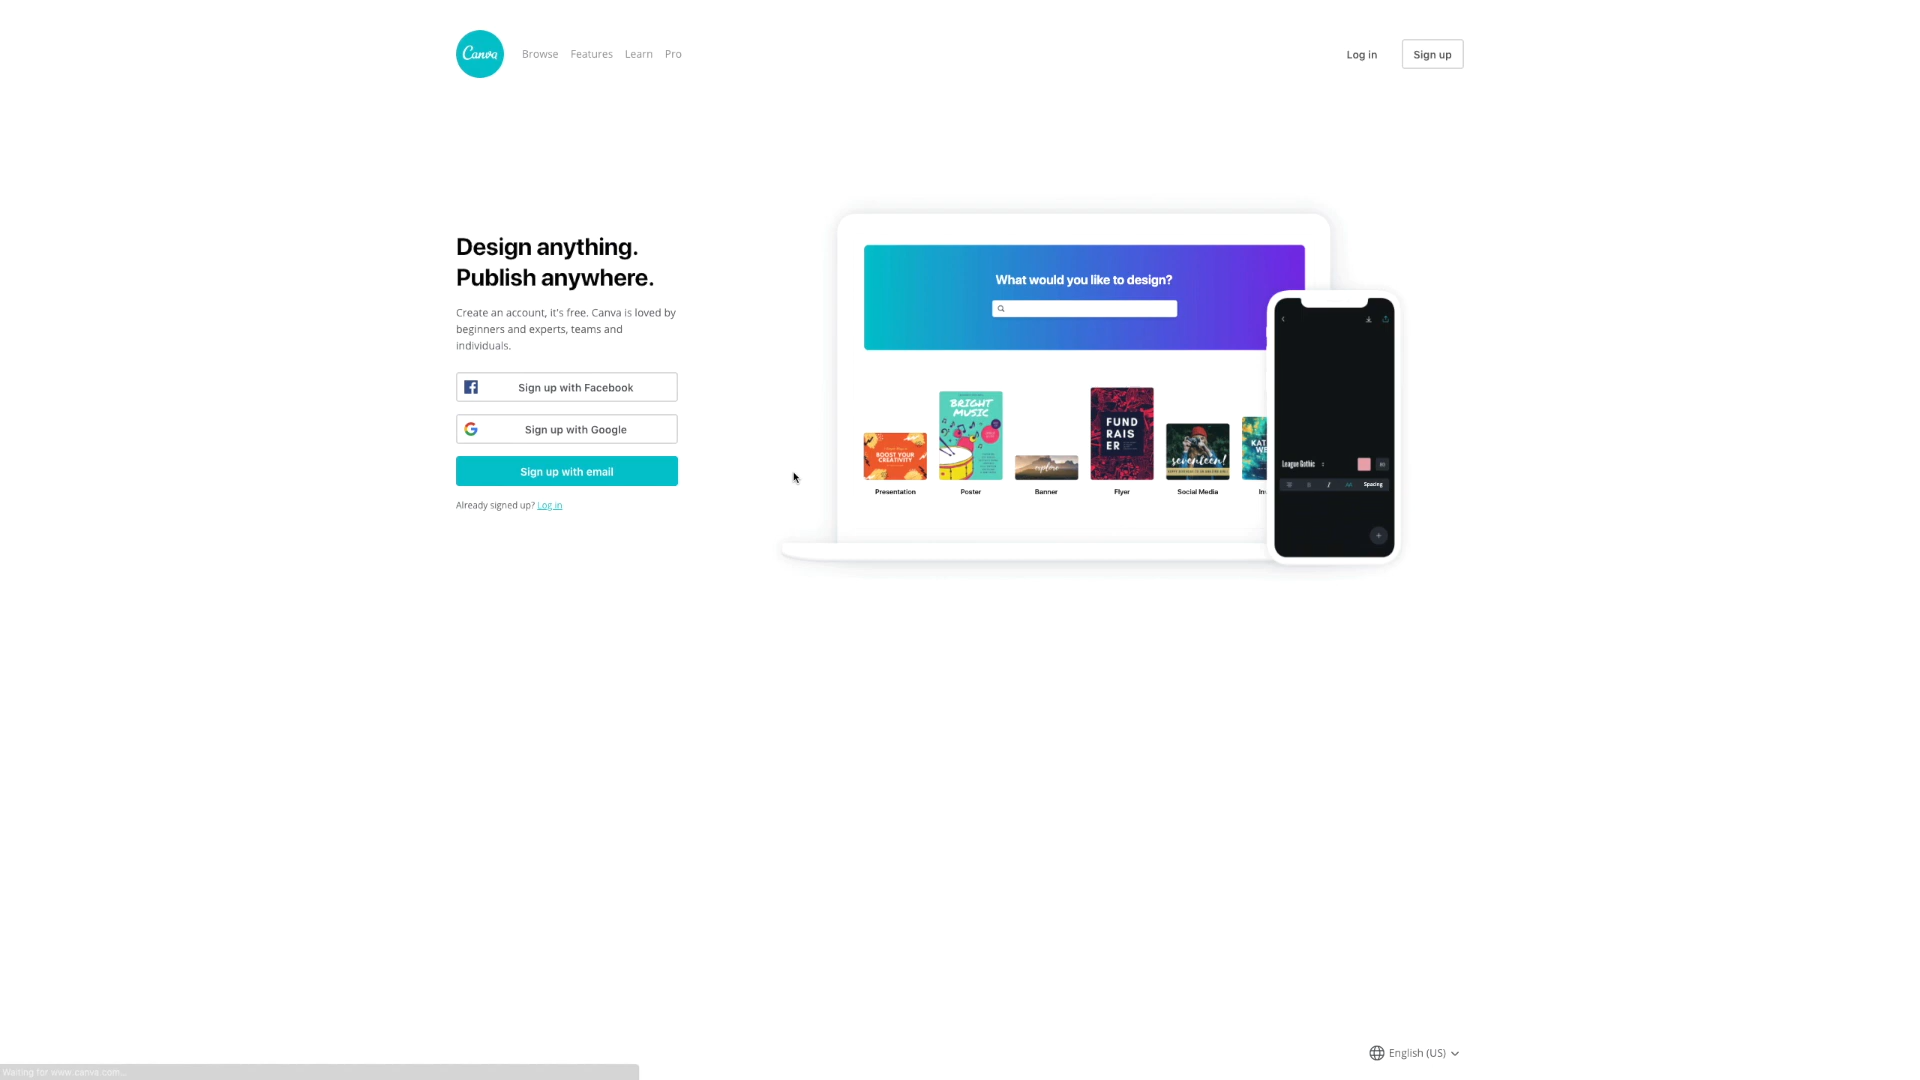 Canva
Browse
Features
Learn
Pro
Log in
Sign up
Design anything.
Publish anywhere.
Create an account, it's free. Canva is loved by
beginners and experts, teams and
individuals.
Sign up with Facebook
Sign up with Google
Sign up with email
Already signed up? Log in
What would you like to design?
BOOST YOUR
CREATIVITY
BRIGHT
MUSIC
explore
FUND
RAIS
ER
seventeen!
KAT
WE
Presentation
Poster
Banner
Flyer
Social Media
In
League Gothic
Spacing
English (US)
Waiting for www.canva.com...